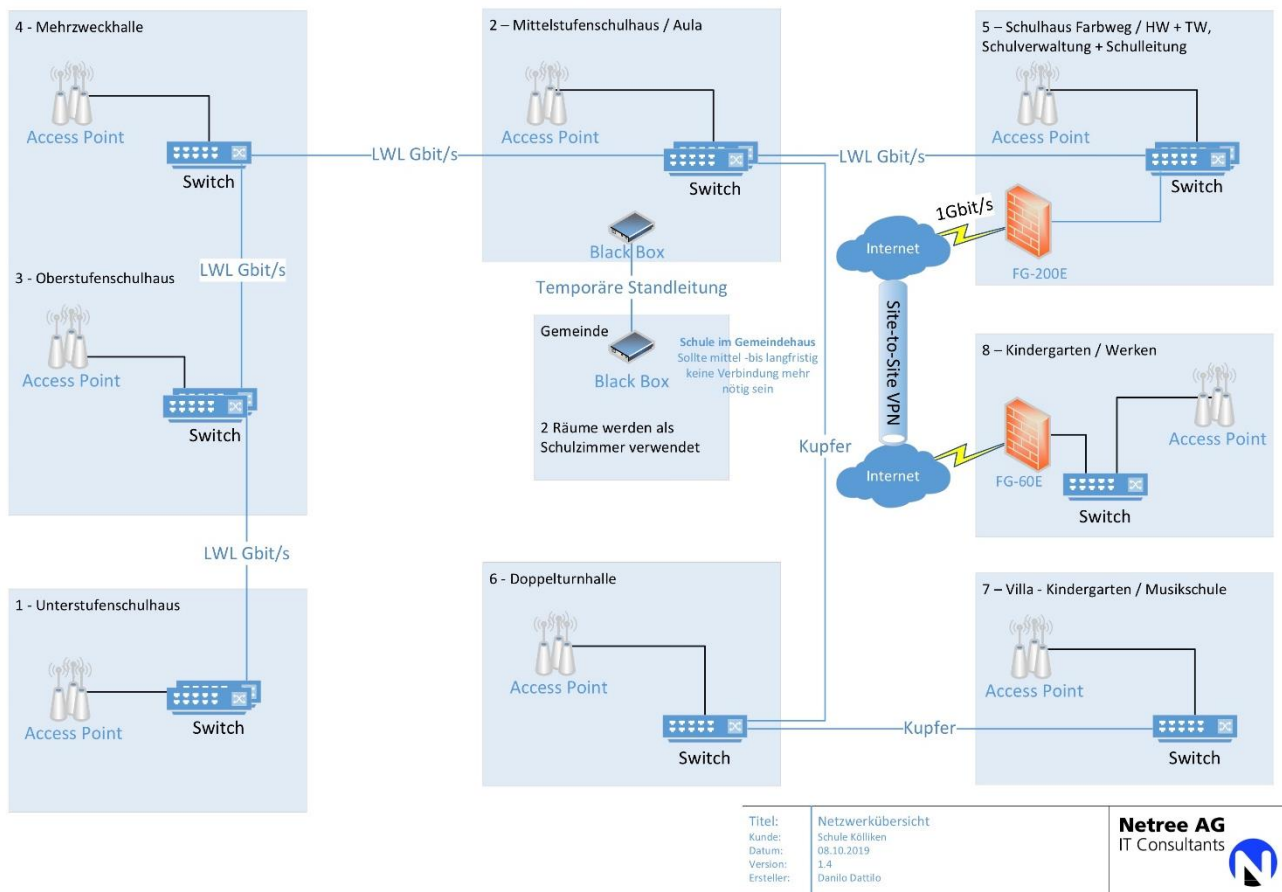 4 - Mehrzweckhalle
Access Point
Switch
LWL Gbit/s
3 - Oberstufenschulhaus
Access Point
Switch
LWL Gbit/s
1 - Unterstufenschulhaus
Access Point
Switch
LWL Gbit/s
2 – Mittelstufenschulhaus / Aula
Access Point
Switch
Black Box
Temporäre Standleitung
Gemeinde
Black Box
Schule im Gemeindehaus
Sollte mittel -bis langfristig
keine Verbindung mehr
nötig sein
2 Räume werden als
Schulzimmer verwendet
LWL Gbit/s
Kupfer
5 – Schulhaus Farbweg / HW + TW,
Schulverwaltung + Schulleitung
Access Point
Switch
1Gbit/s
Internet
FG-200E
Site-to-Site VPN
8 – Kindergarten / Werken
Access Point
Internet
FG-60E
Switch
6 - Doppelturnhalle
Access Point
Switch
Kupfer
7 – Villa - Kindergarten / Musikschule
Access Point
Switch
Titel: Netzwerkübersicht
Kunde: Schule Kölliken
Datum: 08.10.2019
Version: 1.4
Ersteller: Danilo Dattilo
Netree AG
IT Consultants
N